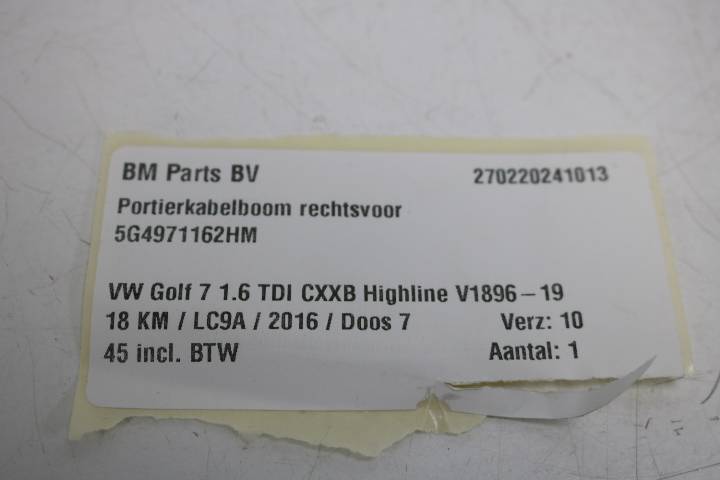 BM Parts BV 270220241013
Portierkabelboom rechtsvoor
5G4971162HM
VW Golf 7 1.6 TDI CXXB Highline V1896-19
18 KM / LC9A / 2016 / Doos 7 Verz: 10
45 incl. BTW Aantal: 1